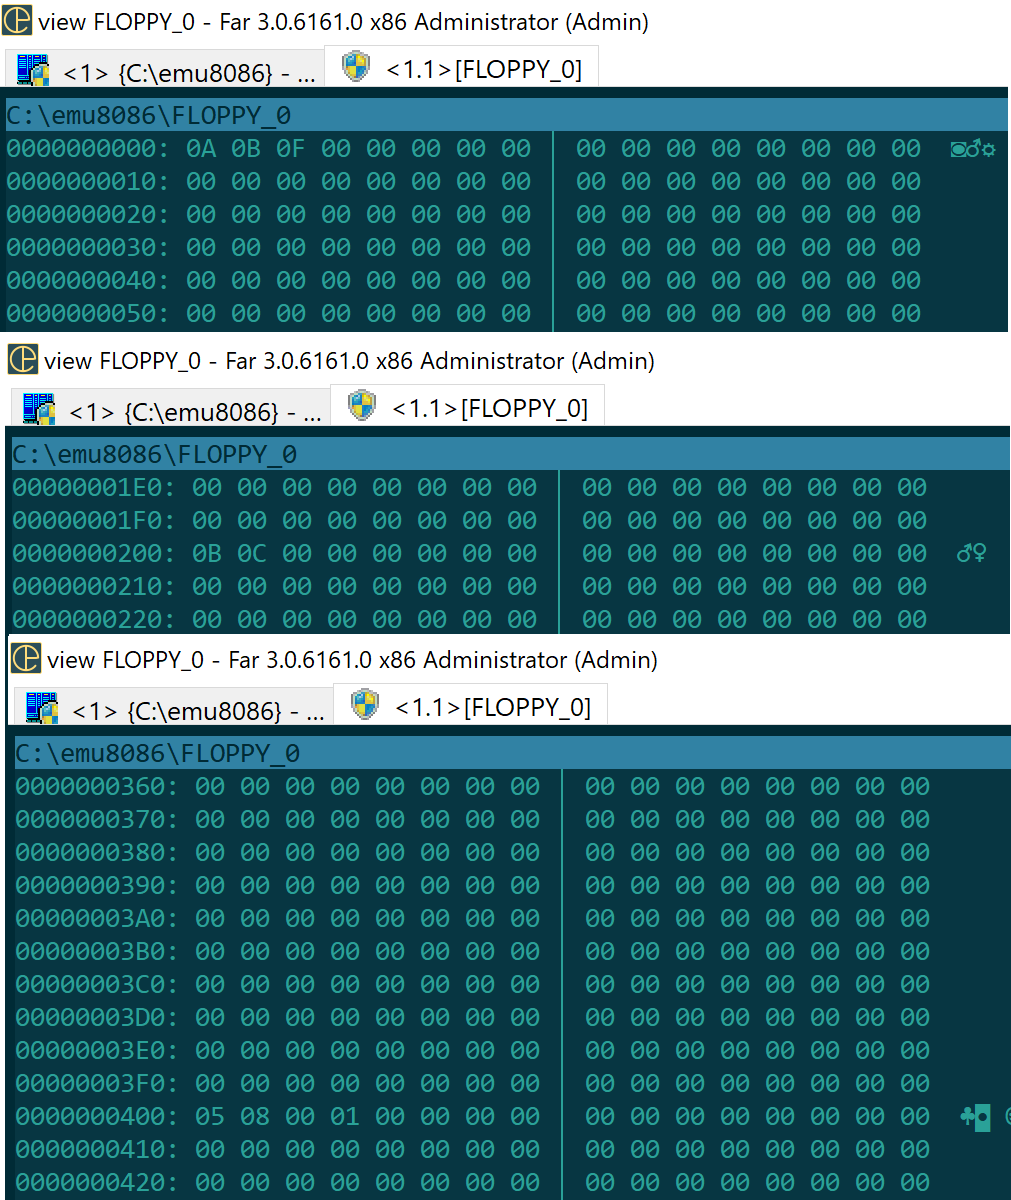 view FLOPPY_0 - Far 3.0.6161.0 x86 Administrator (Admin)
<1> {C:\emu8086} - ... <1.1>[FLOPPY_0]
C:\emu8086\FLOPPY_0
0000000000: 0A 0B 0F 00 00 00 00 00 │ 00 00 00 00 00 00 00 00 ◙♂☼
0000000010: 00 00 00 00 00 00 00 00 │ 00 00 00 00 00 00 00 00
0000000020: 00 00 00 00 00 00 00 00 │ 00 00 00 00 00 00 00 00
0000000030: 00 00 00 00 00 00 00 00 │ 00 00 00 00 00 00 00 00
0000000040: 00 00 00 00 00 00 00 00 │ 00 00 00 00 00 00 00 00
0000000050: 00 00 00 00 00 00 00 00 │ 00 00 00 00 00 00 00 00
view FLOPPY_0 - Far 3.0.6161.0 x86 Administrator (Admin)
<1> {C:\emu8086} - ... <1.1>[FLOPPY_0]
C:\emu8086\FLOPPY_0
00000001E0: 00 00 00 00 00 00 00 00 │ 00 00 00 00 00 00 00 00
00000001F0: 00 00 00 00 00 00 00 00 │ 00 00 00 00 00 00 00 00
0000000200: 0B 0C 00 00 00 00 00 00 │ 00 00 00 00 00 00 00 00 ♂♀
0000000210: 00 00 00 00 00 00 00 00 │ 00 00 00 00 00 00 00 00
0000000220: 00 00 00 00 00 00 00 00 │ 00 00 00 00 00 00 00 00
view FLOPPY_0 - Far 3.0.6161.0 x86 Administrator (Admin)
<1> {C:\emu8086} - ... <1.1>[FLOPPY_0]
C:\emu8086\FLOPPY_0
0000000360: 00 00 00 00 00 00 00 00 │ 00 00 00 00 00 00 00 00
0000000370: 00 00 00 00 00 00 00 00 │ 00 00 00 00 00 00 00 00
0000000380: 00 00 00 00 00 00 00 00 │ 00 00 00 00 00 00 00 00
0000000390: 00 00 00 00 00 00 00 00 │ 00 00 00 00 00 00 00 00
00000003A0: 00 00 00 00 00 00 00 00 │ 00 00 00 00 00 00 00 00
00000003B0: 00 00 00 00 00 00 00 00 │ 00 00 00 00 00 00 00 00
00000003C0: 00 00 00 00 00 00 00 00 │ 00 00 00 00 00 00 00 00
00000003D0: 00 00 00 00 00 00 00 00 │ 00 00 00 00 00 00 00 00
00000003E0: 00 00 00 00 00 00 00 00 │ 00 00 00 00 00 00 00 00
00000003F0: 00 00 00 00 00 00 00 00 │ 00 00 00 00 00 00 00 00
0000000400: 05 08 00 01 00 00 00 00 │ 00 00 00 00 00 00 00 00 ♣◘
0000000410: 00 00 00 00 00 00 00 00 │ 00 00 00 00 00 00 00 00
0000000420: 00 00 00 00 00 00 00 00 │ 00 00 00 00 00 00 00 00